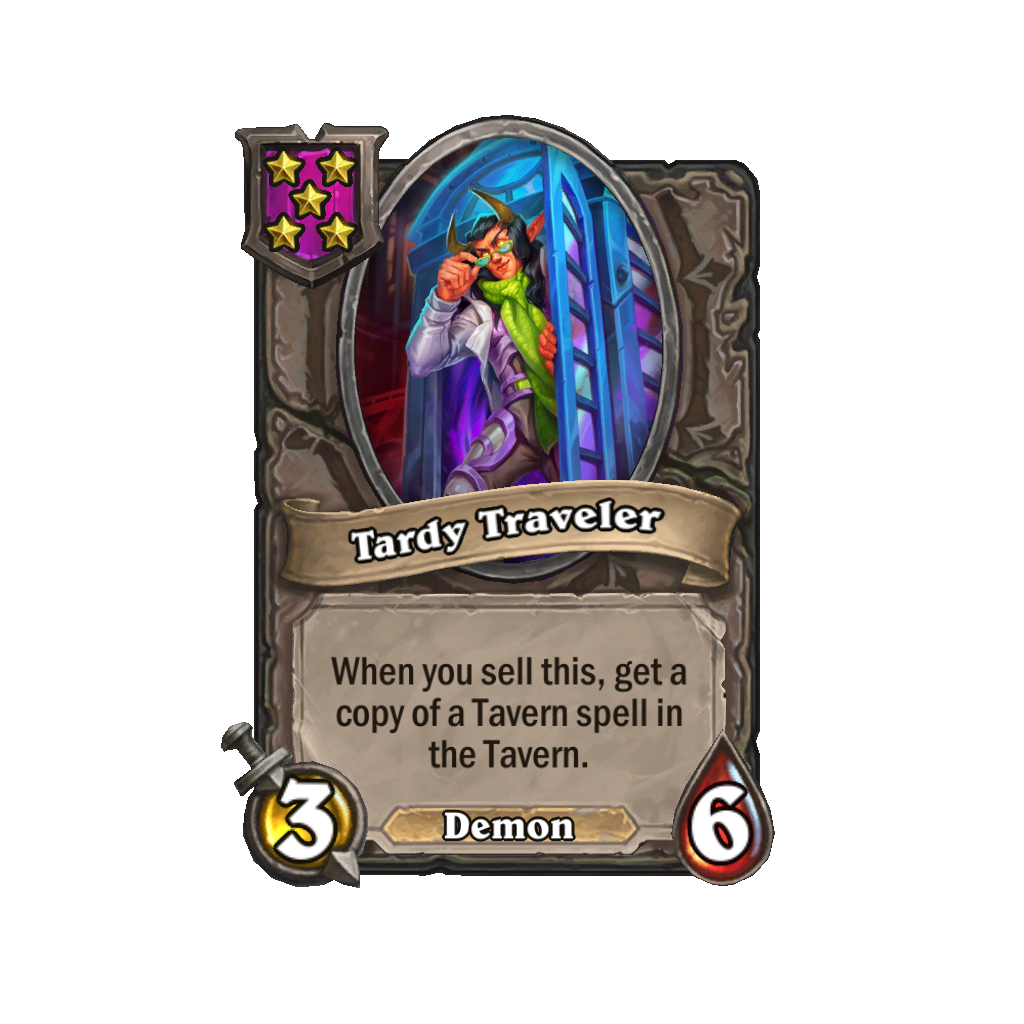 Tardy Traveler
When you sell this, get a
copy of a Tavern spell in
the Tavern.
3
Demon
6